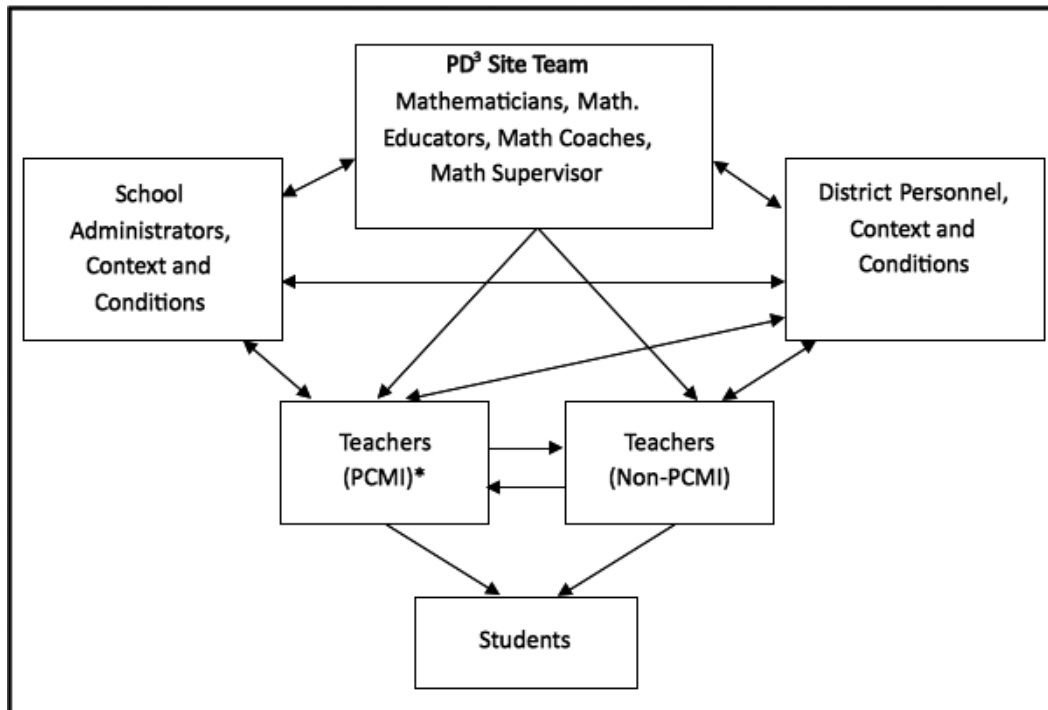 PD³ Site Team
Mathematicians, Math.
Educators, Math Coaches,
Math Supervisor
School
Administrators,
Context and
Conditions
District Personnel,
Context and
Conditions
Teachers
(PCMI)*
Teachers
(Non-PCMI)
Students